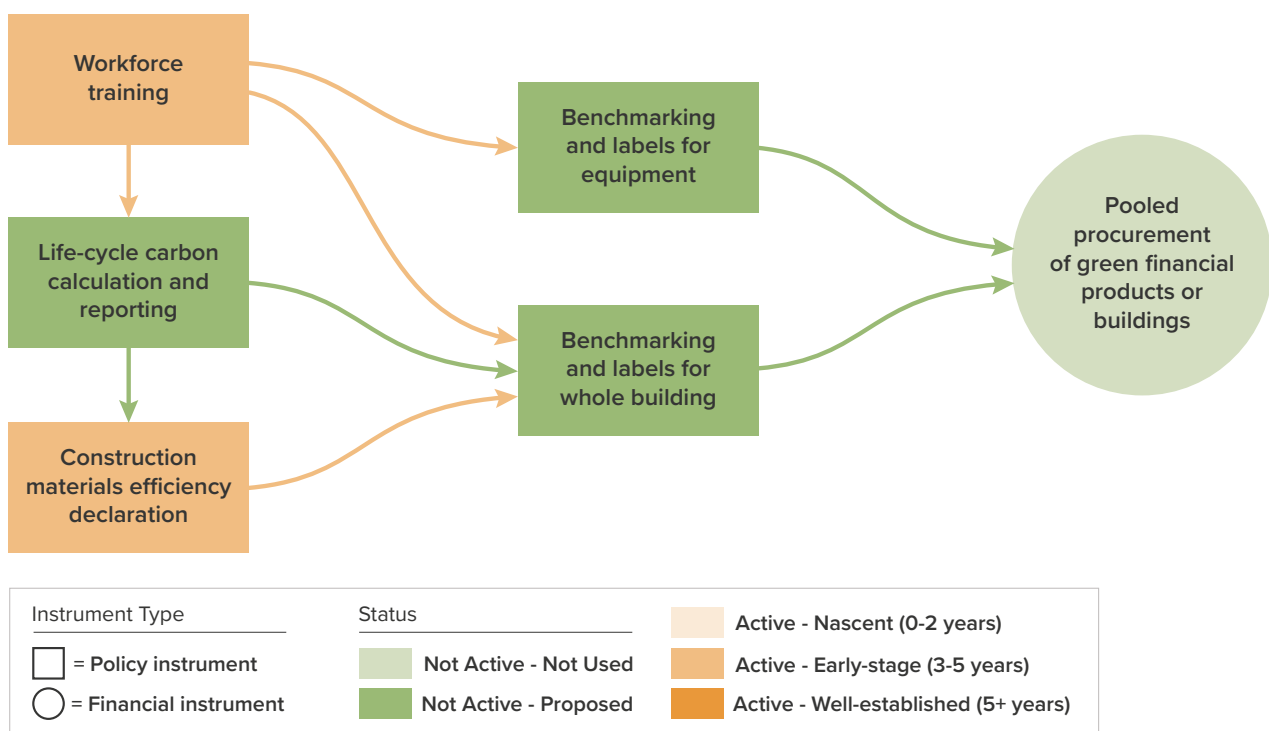 Workforce
training
Life-cycle carbon
calculation and
reporting
Construction
materials efficiency
declaration
Benchmarking
and labels for
equipment
Benchmarking
and labels for
whole building
Pooled
procurement
of green financial
products or
buildings
Instrument Type
= Policy instrument
= Financial instrument
Status
Not Active - Not Used
Not Active - Proposed
Active - Nascent (0-2 years)
Active - Early-stage (3-5 years)
Active - Well-established (5+ years)